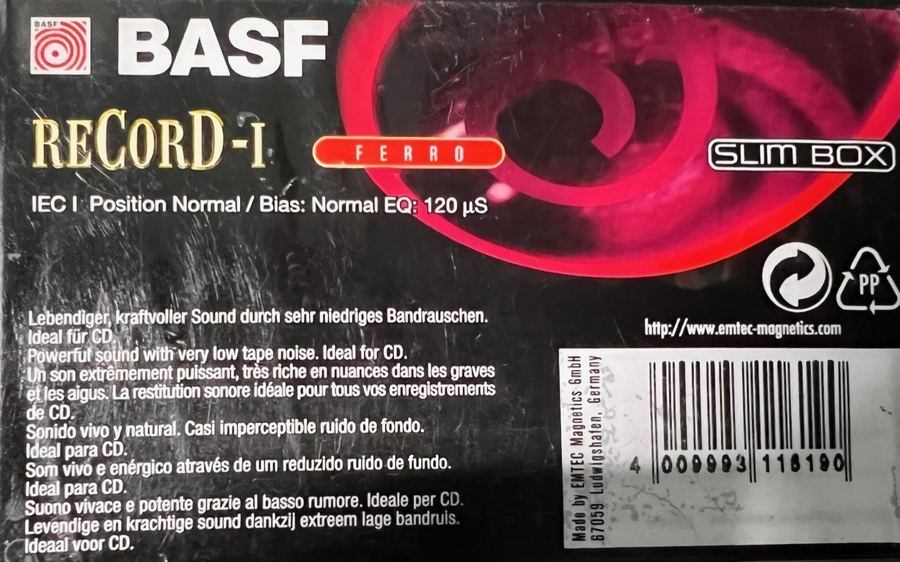 BASF
BASF
RECORD-I
FERRO
SLIM BOX
IEC I Position Normal / Bias: Normal EQ: 120 µS
PP
http://www.emtec-magnetics.com
Lebendiger, kraftvoller Sound durch sehr niedriges Bandrauschen.
Ideal für CD.
Powerful sound with very low tape noise. Ideal for CD.
Un son extrêmement puissant, très riche en nuances dans les graves
et les aigus. La restitution sonore idéale pour tous vos enregistrements
de CD.
Sonido vivo y natural. Casi imperceptible ruido de fondo.
Ideal para CD.
Som vivo e enérgico através de um reduzido ruido de fundo.
Ideal para CD.
Suono vivace e potente grazie al basso rumore. Ideale per CD.
Levendige en krachtige sound dankzij extreem lage bandruis.
Ideaal voor CD.
Made by EMTEC Magnetics GmbH
67059 Ludwigshafen, Germany
4 009993 116190